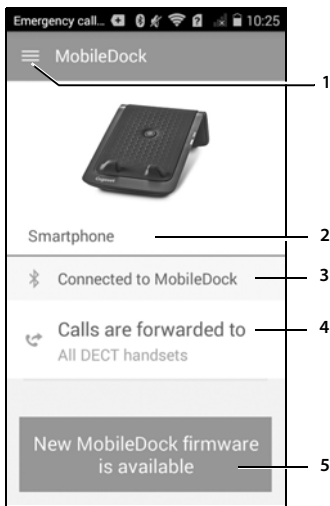 Emergency call... 10:25
MobileDock
1
Gigaset
Smartphone
2
Connected to MobileDock
3
Calls are forwarded to
4
All DECT handsets
New MobileDock firmware
is available
5